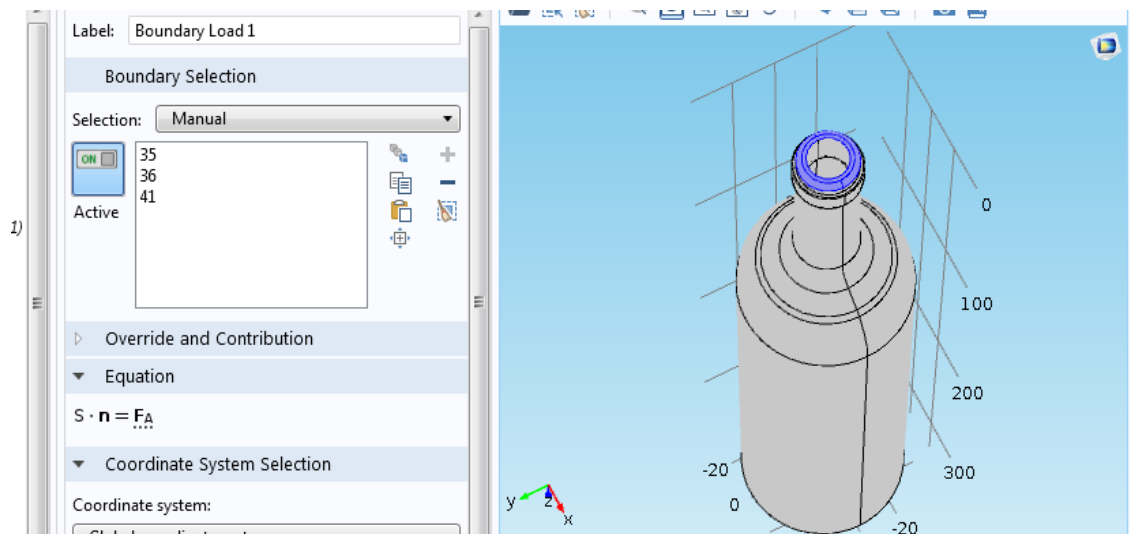 Label: Boundary Load 1
Boundary Selection
Selection: Manual
ON
35
36
41
Active
1)
Override and Contribution
Equation
S · n = FA
Coordinate System Selection
Coordinate system:
0
100
200
300
-20
0
-20
y
z
x